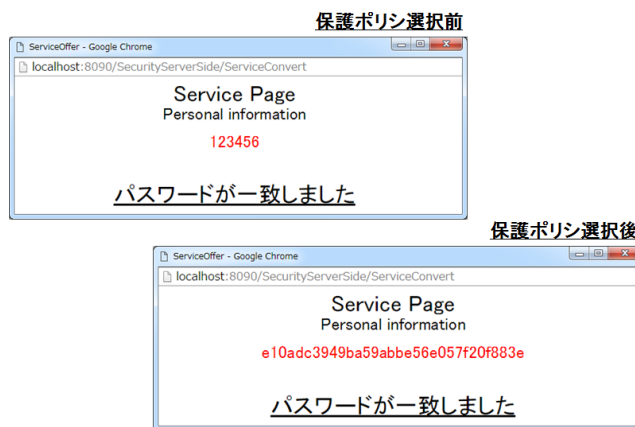 保護ポリシ選択前
ServiceOffer - Google Chrome
localhost:8090/SecurityServerSide/ServiceConvert
Service Page
Personal information
123456
パスワードが一致しました
保護ポリシ選択後
ServiceOffer - Google Chrome
localhost:8090/SecurityServerSide/ServiceConvert
Service Page
Personal information
e10adc3949ba59abbe56e057f20f883e
パスワードが一致しました